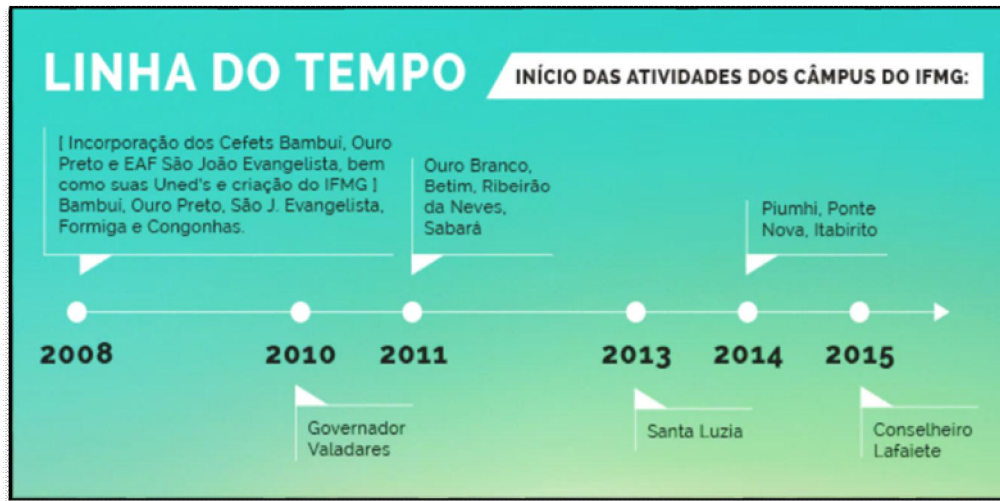 LINHA DO TEMPO
INÍCIO DAS ATIVIDADES DOS CÂMPUS DO IFMG:
[ Incorporação dos Cefets Bambuí, Ouro
Preto e EAF São João Evangelista, bem
como suas Uned's e criação do IFMG ]
Bambuí, Ouro Preto, São J. Evangelista,
Formiga e Congonhas.
Ouro Branco,
Betim, Ribeirão
da Neves,
Sabará
Piumhi, Ponte
Nova, Itabirito
2008
2010
2011
2013
2014
2015
Governador
Valadares
Santa Luzia
Conselheiro
Lafaiete